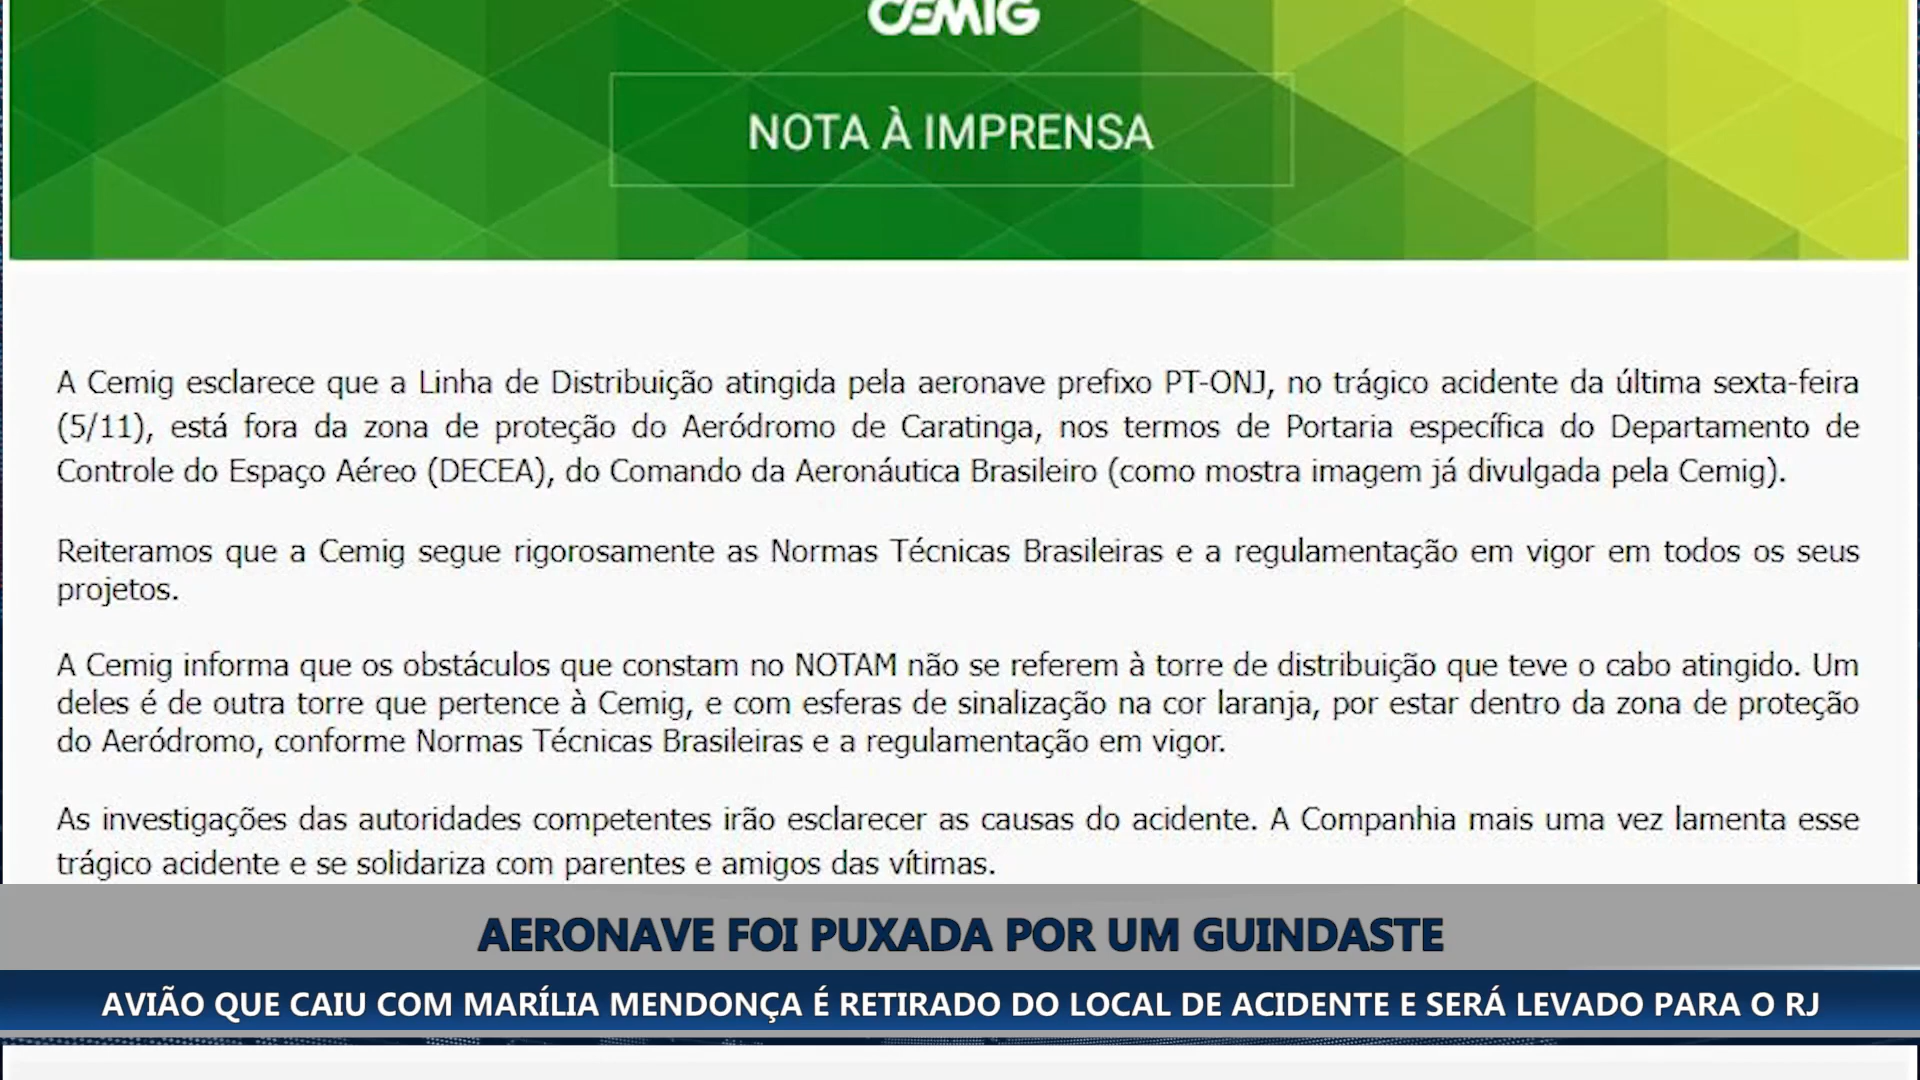 CEMIG
NOTA À IMPRENSA
A Cemig esclarece que a Linha de Distribuição atingida pela aeronave prefixo PT-ONJ, no trágico acidente da última sexta-feira
(5/11), está fora da zona de proteção do Aeródromo de Caratinga, nos termos de Portaria específica do Departamento de
Controle do Espaço Aéreo (DECEA), do Comando da Aeronáutica Brasileiro (como mostra imagem já divulgada pela Cemig).
Reiteramos que a Cemig segue rigorosamente as Normas Técnicas Brasileiras e a regulamentação em vigor em todos os seus
projetos.
A Cemig informa que os obstáculos que constam no NOTAM não se referem à torre de distribuição que teve o cabo atingido. Um
deles é de outra torre que pertence à Cemig, e com esferas de sinalização na cor laranja, por estar dentro da zona de proteção
do Aeródromo, conforme Normas Técnicas Brasileiras e a regulamentação em vigor.
As investigações das autoridades competentes irão esclarecer as causas do acidente. A Companhia mais uma vez lamenta esse
trágico acidente e se solidariza com parentes e amigos das vítimas.
AERONAVE FOI PUXADA POR UM GUINDASTE
AVIÃO QUE CAIU COM MARÍLIA MENDONÇA É RETIRADO DO LOCAL DE ACIDENTE E SERÁ LEVADO PARA O RJ